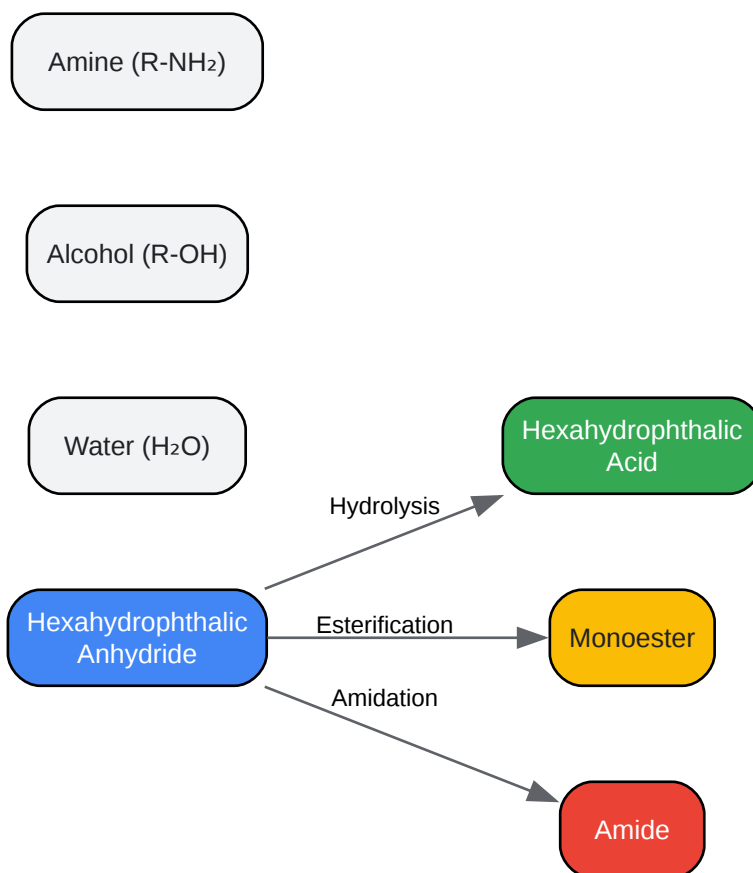 Amine (R-NH₂)
Alcohol (R-OH)
Water (H₂O)
Hexahydrophthalic
Acid
Hydrolysis
Hexahydrophthalic
Anhydride
Esterification
Monoester
Amidation
Amide